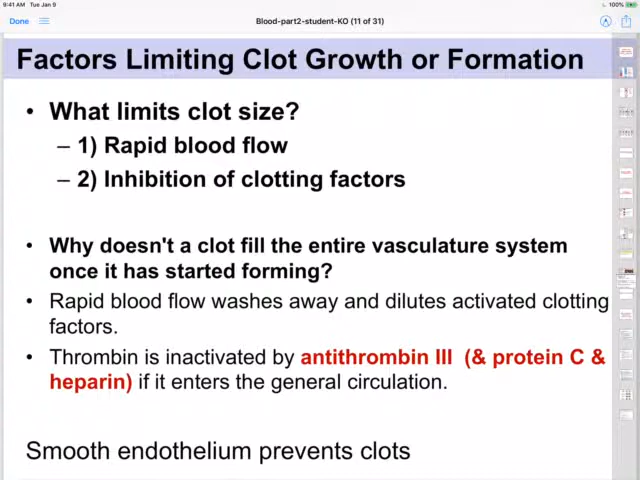 9:41 AM Tue Jan 9
100%
Done
Blood-part2-student-KO (11 of 31)
Factors Limiting Clot Growth or Formation
• What limits clot size?
– 1) Rapid blood flow
– 2) Inhibition of clotting factors
• Why doesn't a clot fill the entire vasculature system
once it has started forming?
• Rapid blood flow washes away and dilutes activated clotting
factors.
• Thrombin is inactivated by antithrombin III (& protein C &
heparin) if it enters the general circulation.
Smooth endothelium prevents clots